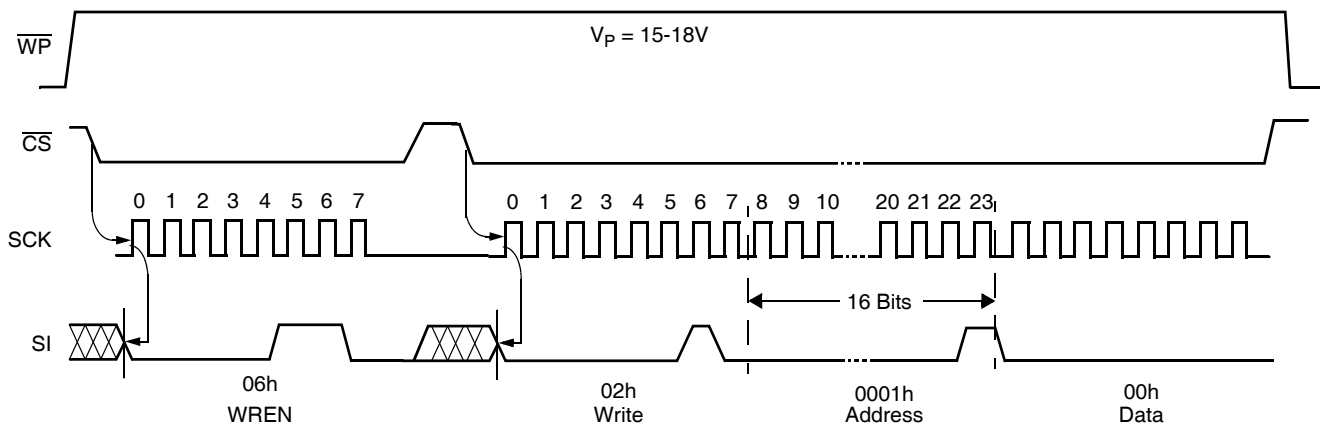 WP
VP = 15-18V
CS
0 1 2 3 4 5 6 7 0 1 2 3 4 5 6 7 8 9 10 20 21 22 23
SCK
16 Bits
SI
06h
WREN
02h
Write
0001h
Address
00h
Data